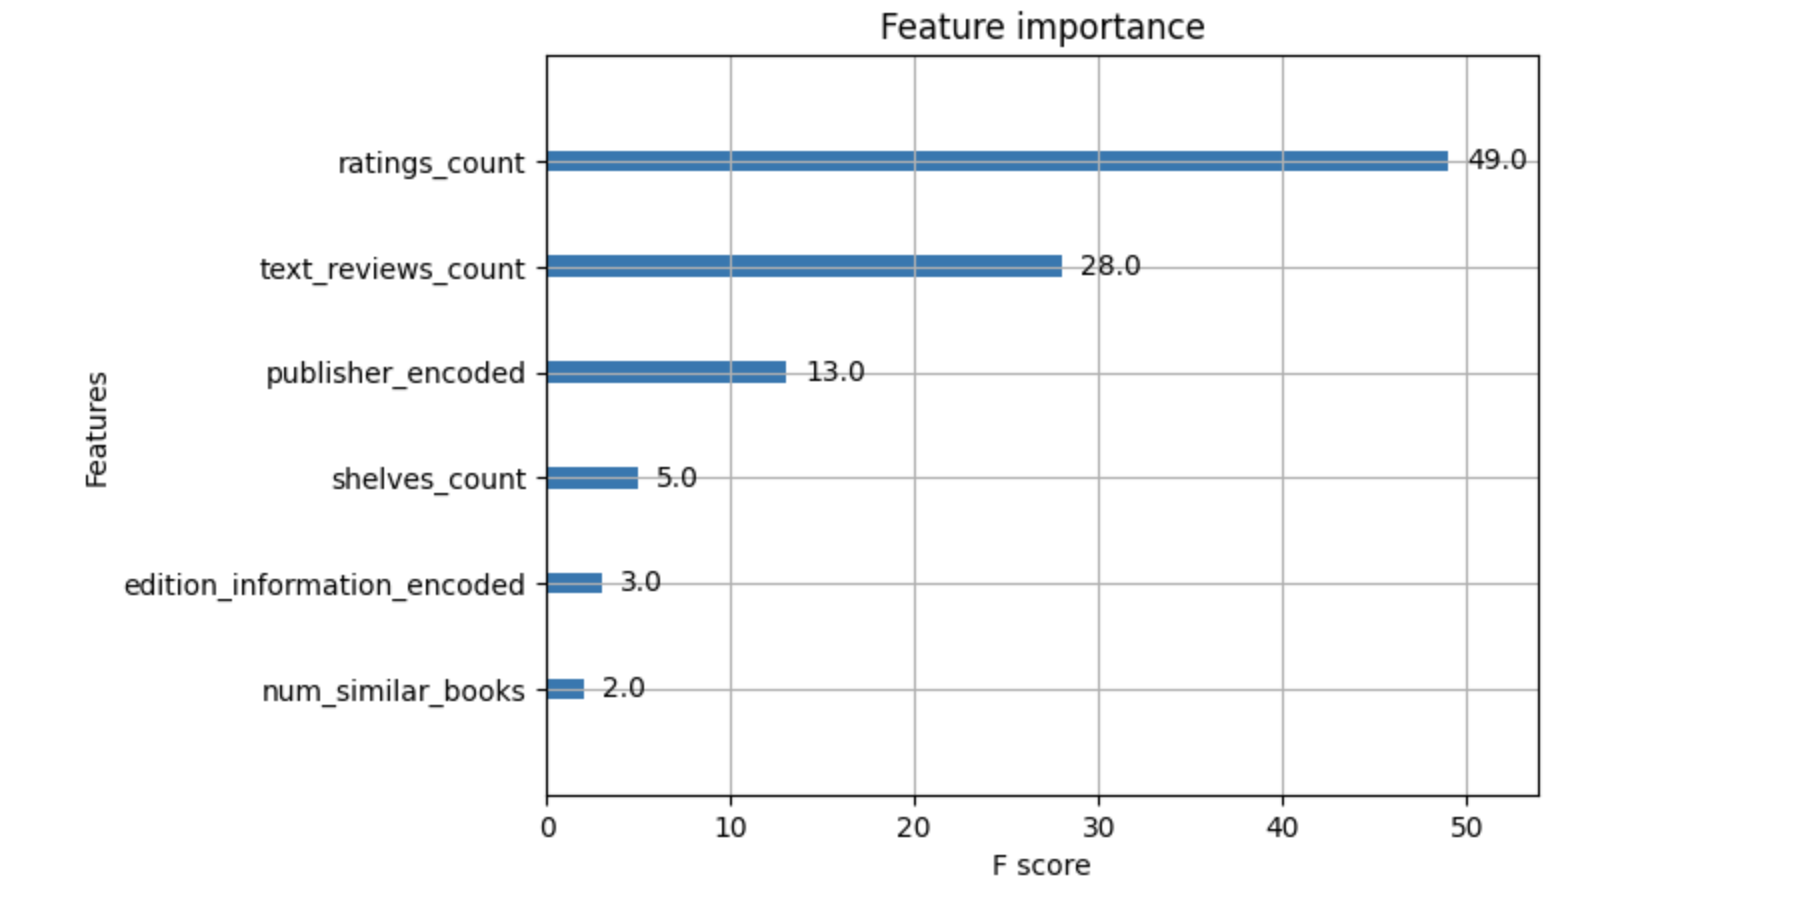 Feature importance
ratings_count
49.0
text_reviews_count
28.0
publisher_encoded
13.0
Features
shelves_count
5.0
edition_information_encoded
3.0
num_similar_books
2.0
0 10 20 30 40 50
F score